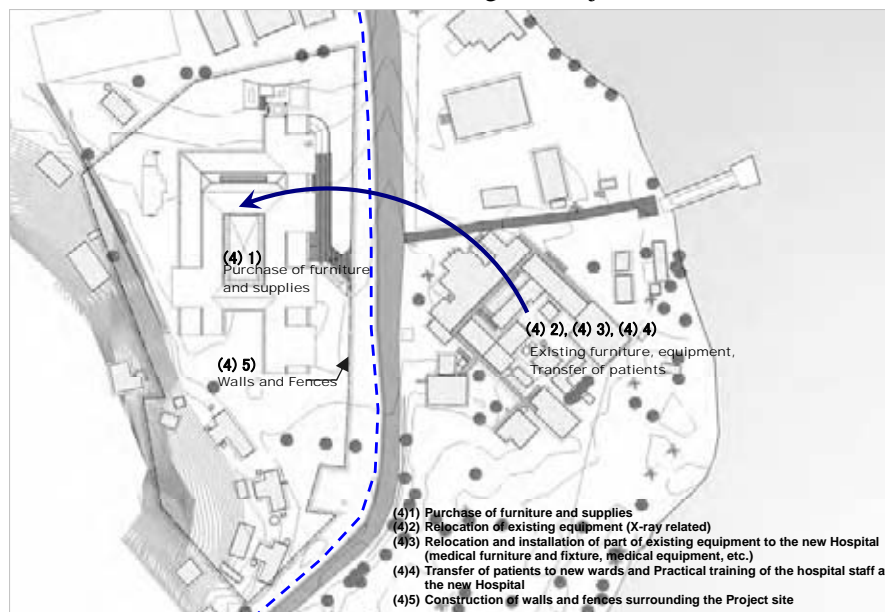 (4) 1)
Purchase of furniture
and supplies
(4) 2), (4) 3), (4) 4)
Existing furniture, equipment,
Transfer of patients
(4) 5)
Walls and Fences
(4)1) Purchase of furniture and supplies
(4)2) Relocation of existing equipment (X-ray related)
(4)3) Relocation and installation of part of existing equipment to the new Hospital
(medical furniture and fixture, medical equipment, etc.)
(4)4) Transfer of patients to new wards and Practical training of the hospital staff a
the new Hospital
(4)5) Construction of walls and fences surrounding the Project site